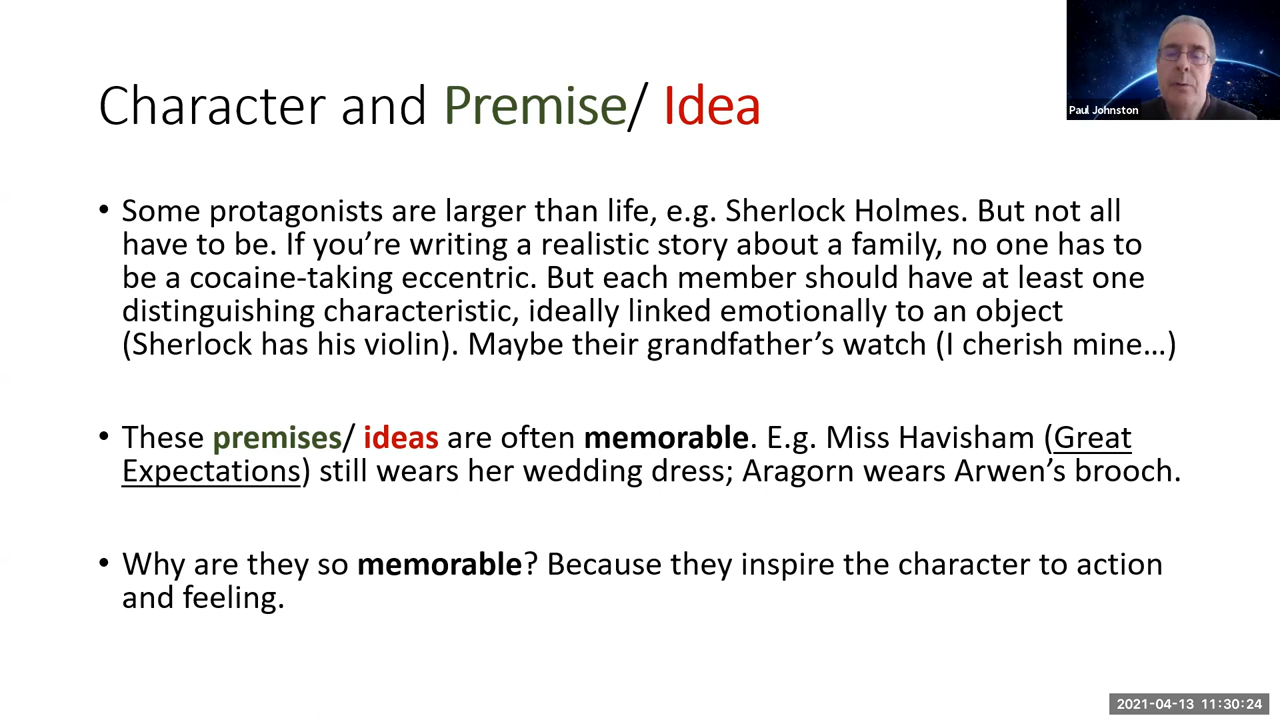 Character and Premise/ Idea
Paul Johnston
• Some protagonists are larger than life, e.g. Sherlock Holmes. But not all
have to be. If you’re writing a realistic story about a family, no one has to
be a cocaine-taking eccentric. But each member should have at least one
distinguishing characteristic, ideally linked emotionally to an object
(Sherlock has his violin). Maybe their grandfather’s watch (I cherish mine…)
• These premises/ ideas are often memorable. E.g. Miss Havisham (Great
Expectations) still wears her wedding dress; Aragorn wears Arwen’s brooch.
• Why are they so memorable? Because they inspire the character to action
and feeling.
2021-04-13 11:30:24